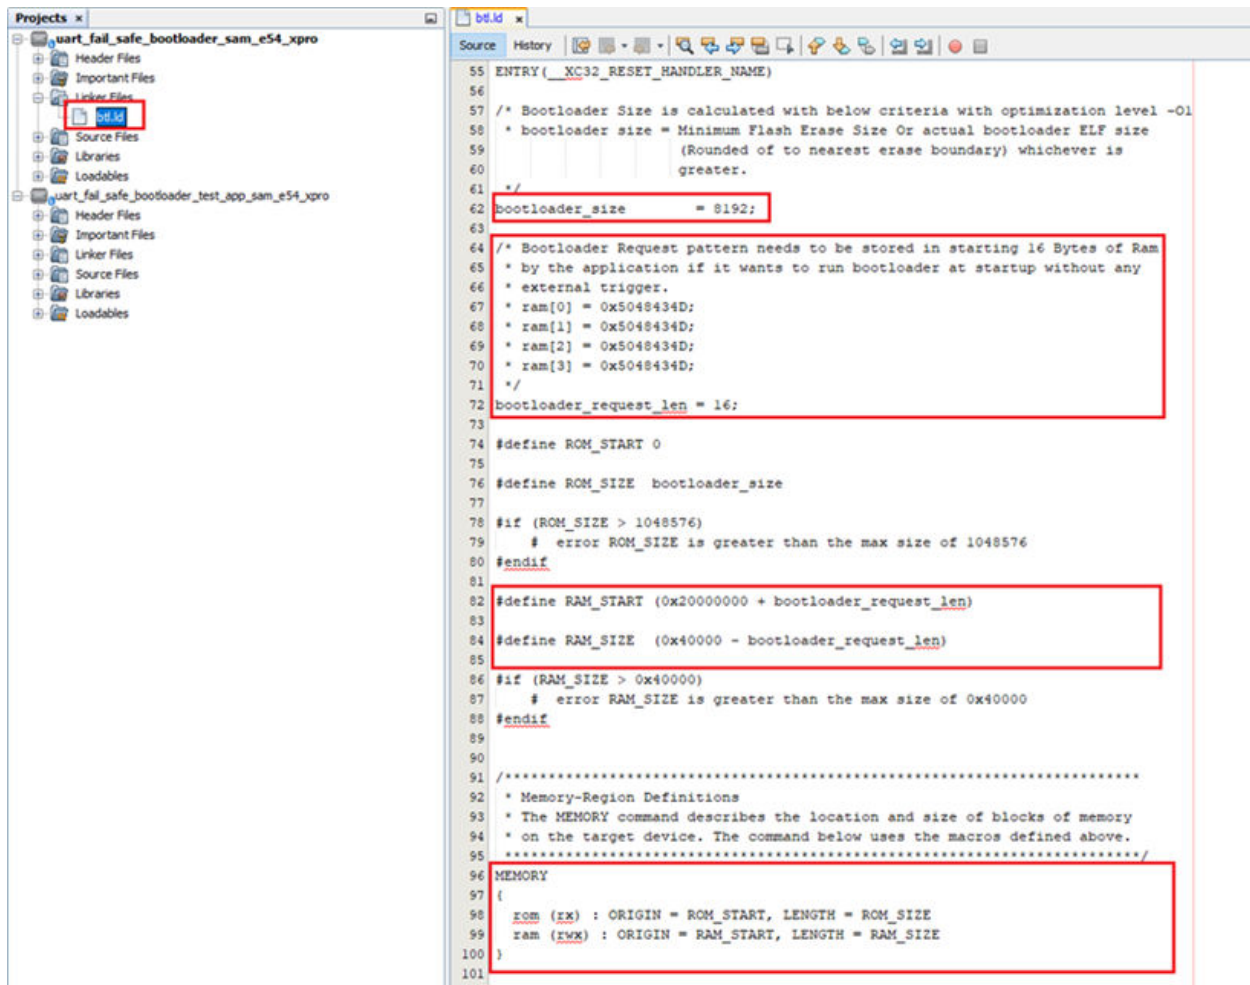 Projects ×
uart_fail_safe_bootloader_sam_e54_xpro
Header Files
Important Files
Linker Files
btl.ld
Source Files
Libraries
Loadables
uart_fail_safe_bootloader_test_app_sam_e54_xpro
Header Files
Important Files
Linker Files
Source Files
Libraries
Loadables
btl.ld ×
Source History
55 ENTRY(__XC32_RESET_HANDLER_NAME)
56
57 /* Bootloader Size is calculated with below criteria with optimization level -O1
58 * bootloader size = Minimum Flash Erase Size Or actual bootloader ELF size
59 (Rounded of to nearest erase boundary) whichever is
60 greater.
61 */
62 bootloader_size = 8192;
63
64 /* Bootloader Request pattern needs to be stored in starting 16 Bytes of Ram
65 * by the application if it wants to run bootloader at startup without any
66 * external trigger.
67 * ram[0] = 0x5048434D;
68 * ram[1] = 0x5048434D;
69 * ram[2] = 0x5048434D;
70 * ram[3] = 0x5048434D;
71 */
72 bootloader_request_len = 16;
73
74 #define ROM_START 0
75
76 #define ROM_SIZE bootloader_size
77
78 #if (ROM_SIZE > 1048576)
79 # error ROM_SIZE is greater than the max size of 1048576
80 #endif
81
82 #define RAM_START (0x20000000 + bootloader_request_len)
83
84 #define RAM_SIZE (0x40000 - bootloader_request_len)
85
86 #if (RAM_SIZE > 0x40000)
87 # error RAM_SIZE is greater than the max size of 0x40000
88 #endif
89
90
91 /*************************************************************************
92 * Memory-Region Definitions
93 * The MEMORY command describes the location and size of blocks of memory
94 * on the target device. The command below uses the macros defined above.
95 *************************************************************************/
96 MEMORY
97 {
98 rom (rx) : ORIGIN = ROM_START, LENGTH = ROM_SIZE
99 ram (rwx) : ORIGIN = RAM_START, LENGTH = RAM_SIZE
100 }
101